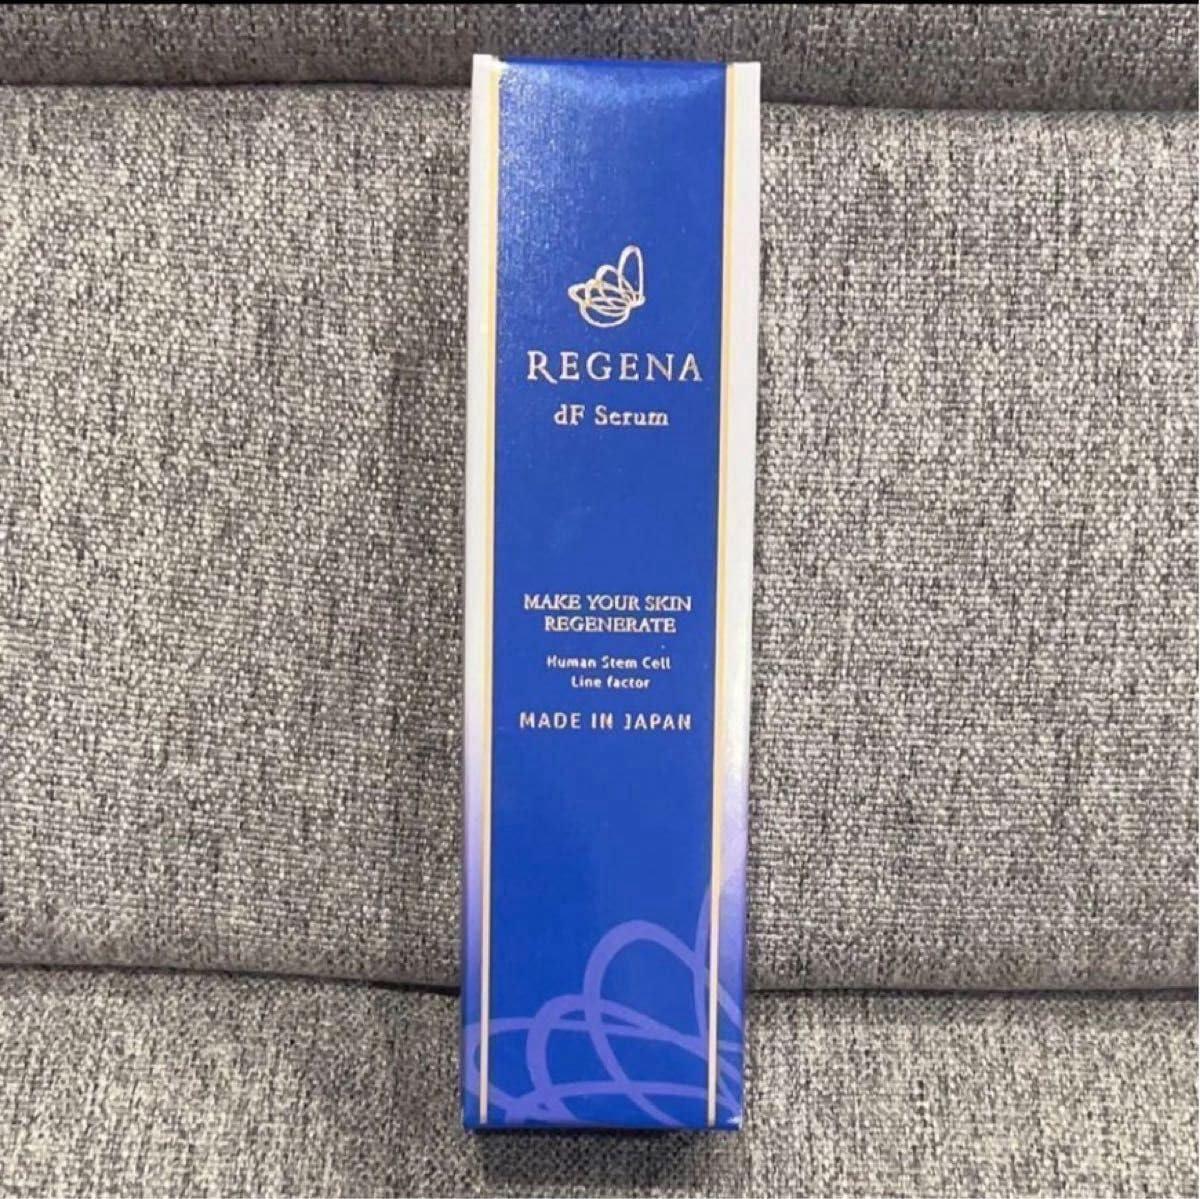 REGENA
dF Serum
MAKE YOUR SKIN
REGENERATE
Human Stem Cell
Line factor
MADE IN JAPAN